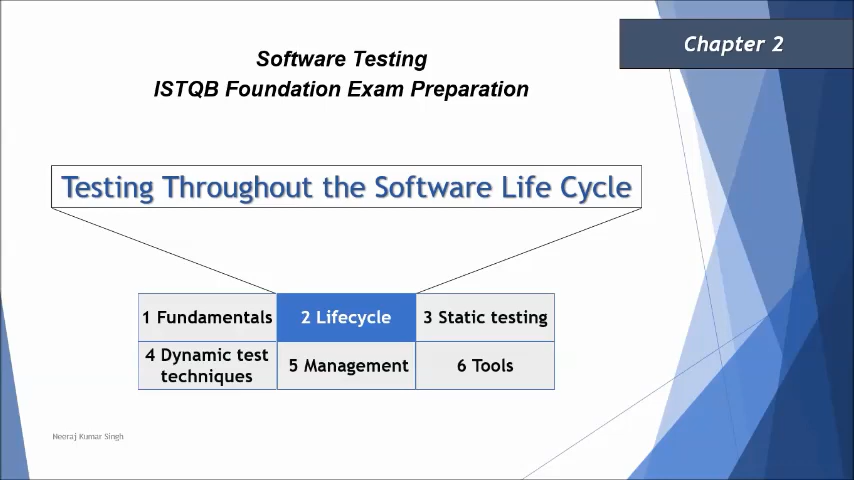 Chapter 2
Software Testing
ISTQB Foundation Exam Preparation
Testing Throughout the Software Life Cycle
1 Fundamentals
2 Lifecycle
3 Static testing
4 Dynamic test
techniques
5 Management
6 Tools
Neeraj Kumar Singh